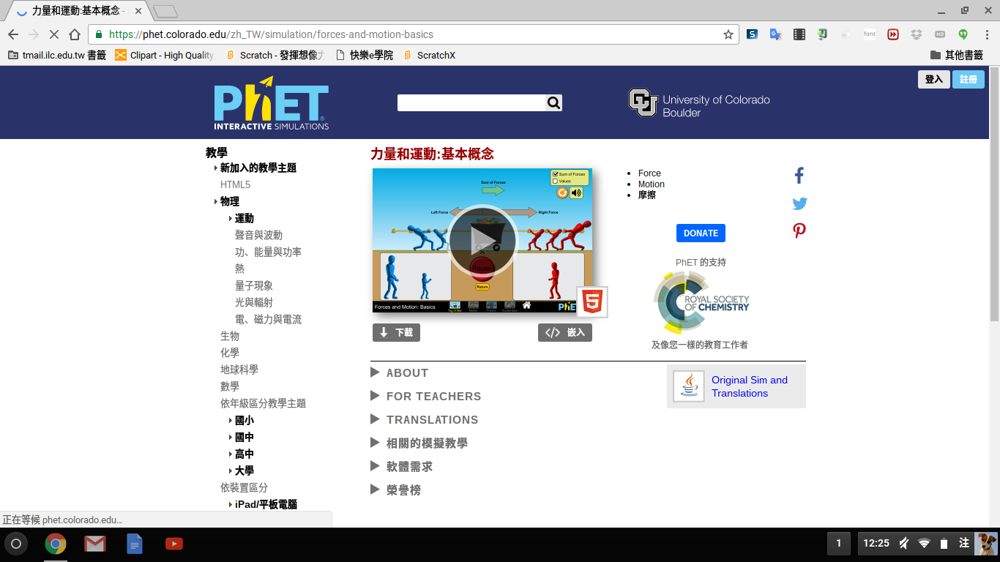 力量和運動:基本概念 -
https://phet.colorado.edu/zh_TW/simulation/forces-and-motion-basics
font
HD
tmail.ilc.edu.tw 書籤
Clipart - High Quality,
Scratch - 發揮想像力
快樂e學院
ScratchX
其他書籤
登入
註冊
PhET
INTERACTIVE SIMULATIONS
CU
University of Colorado
Boulder
教學
新加入的教學主題
HTML5
物理
運動
聲音與波動
功、能量與功率
熱
量子現象
光與輻射
電、磁力與電流
生物
化學
地球科學
數學
依年級區分教學主題
國小
國中
高中
大學
依裝置區分
iPad/平板電腦
力量和運動:基本概念
Sum of Forces
Values
Sum of Forces
Left Force
Right Force
Pause
Return
Forces and Motion: Basics
Tug of War
Motion
Friction
Acceleration
PhET
下載
嵌入
Force
Motion
摩擦
DONATE
PhET 的支持
ROYAL SOCIETY
OF CHEMISTRY
及像您一樣的教育工作者
ABOUT
FOR TEACHERS
TRANSLATIONS
相關的模擬教學
軟體需求
榮譽榜
Original Sim and
Translations
正在等候 phet.colorado.edu...
1
12:25
注